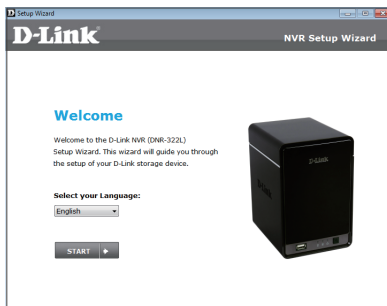 Setup Wizard
D-Link
NVR Setup Wizard
Welcome
Welcome to the D-Link NVR (DNR-322L)
Setup Wizard. This wizard will guide you through
the setup of your D-Link storage device.
Select your Language:
English
START
D-Link
D-Link